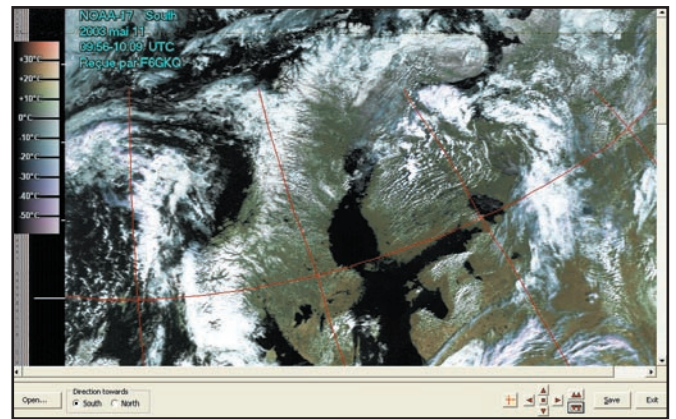 NOAA-17 South
2003 mai 11
09:56-10:09 UTC
Reçue par F6GKQ
+30°C
+20°C
+10°C
0°C
-10°C
-20°C
-30°C
-40°C
-50°C
Open...
Direction towards
South
North
Save
Exit